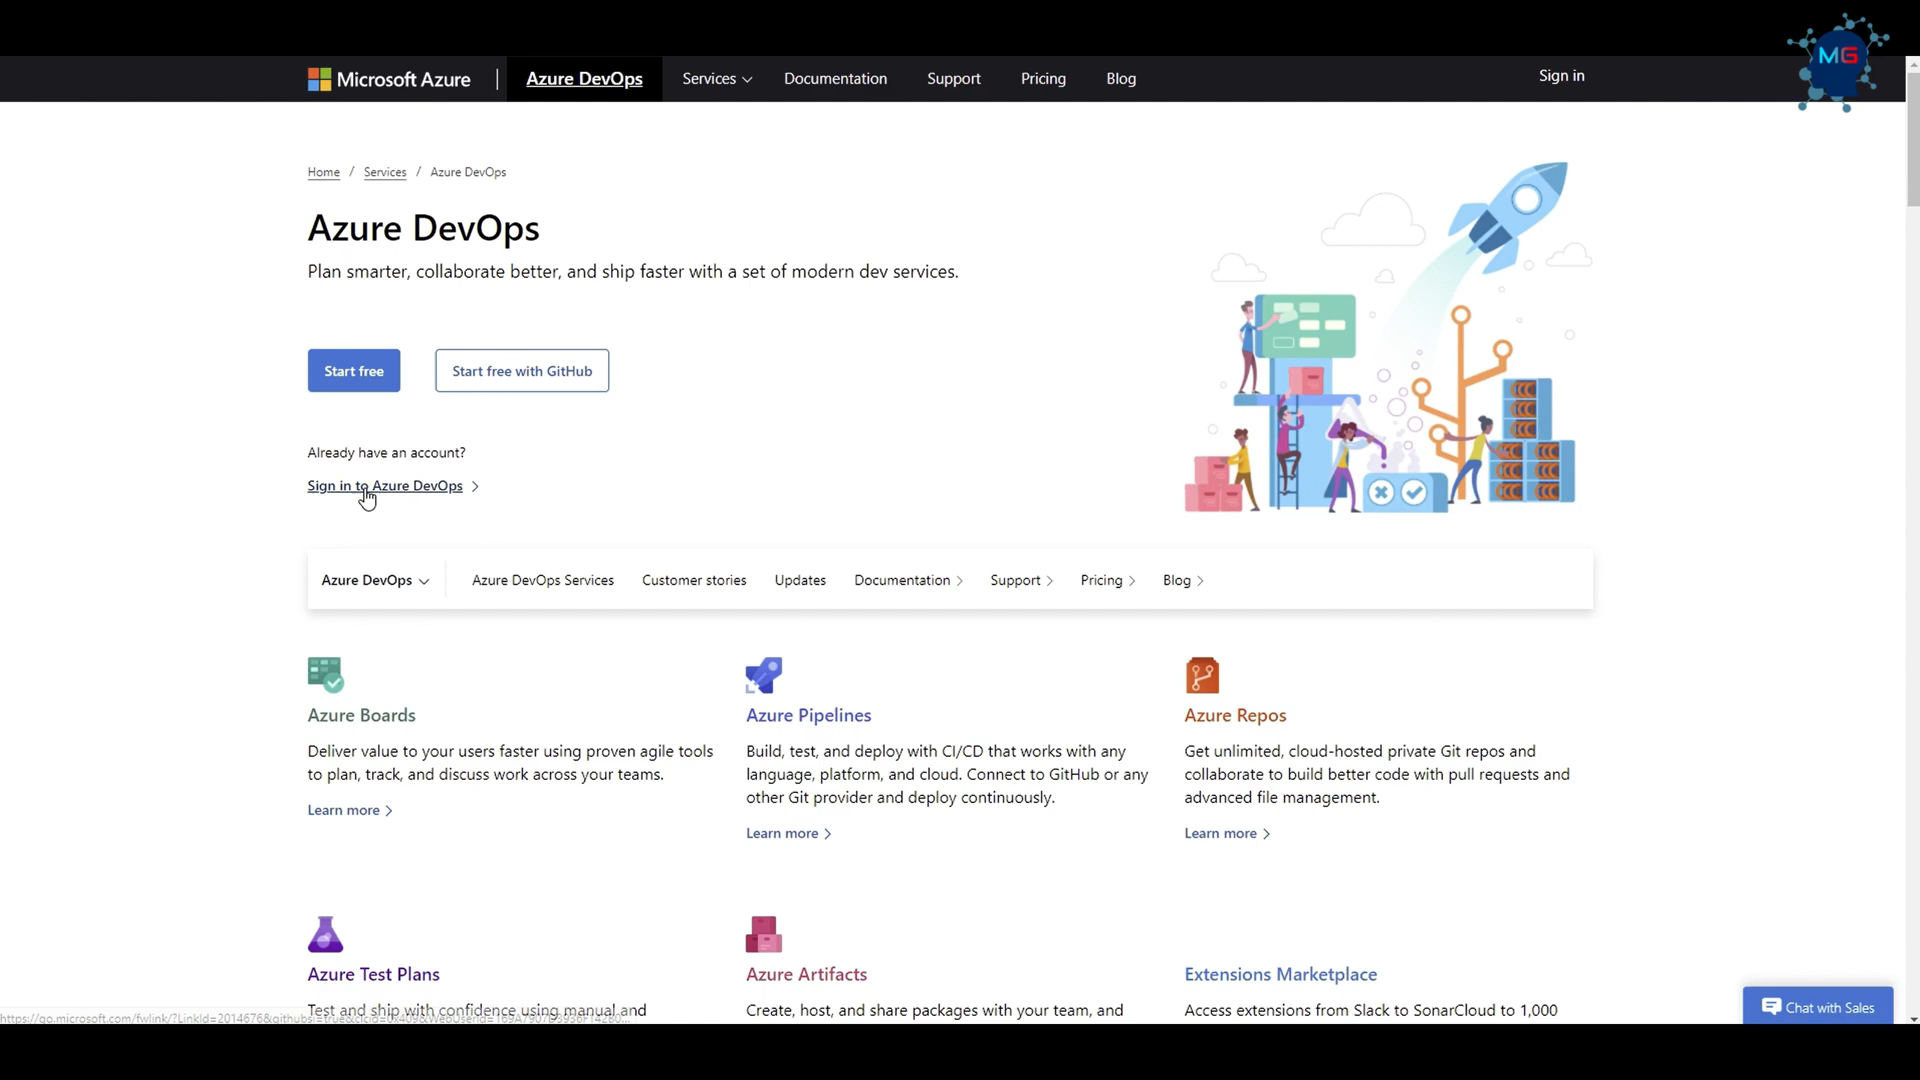 MG
Microsoft Azure
Azure DevOps
Services
Documentation
Support
Pricing
Blog
Sign in
Home / Services / Azure DevOps
Azure DevOps
Plan smarter, collaborate better, and ship faster with a set of modern dev services.
Start free
Start free with GitHub
Already have an account?
Sign in to Azure DevOps
Azure DevOps
Azure DevOps Services
Customer stories
Updates
Documentation
Support
Pricing
Blog
Azure Boards
Deliver value to your users faster using proven agile tools
to plan, track, and discuss work across your teams.
Learn more
Azure Pipelines
Build, test, and deploy with CI/CD that works with any
language, platform, and cloud. Connect to GitHub or any
other Git provider and deploy continuously.
Learn more
Azure Repos
Get unlimited, cloud-hosted private Git repos and
collaborate to build better code with pull requests and
advanced file management.
Learn more
Azure Test Plans
Test and ship with confidence using manual and
Azure Artifacts
Create, host, and share packages with your team, and
Extensions Marketplace
Access extensions from Slack to SonarCloud to 1,000
Chat with Sales